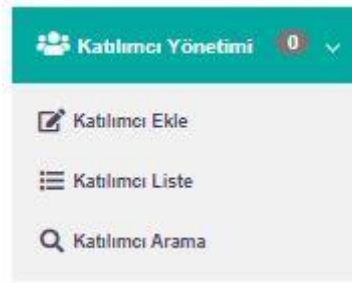 Katılımcı Yönetimi 0
Katılımcı Ekle
Katılımcı Liste
Katılımcı Arama